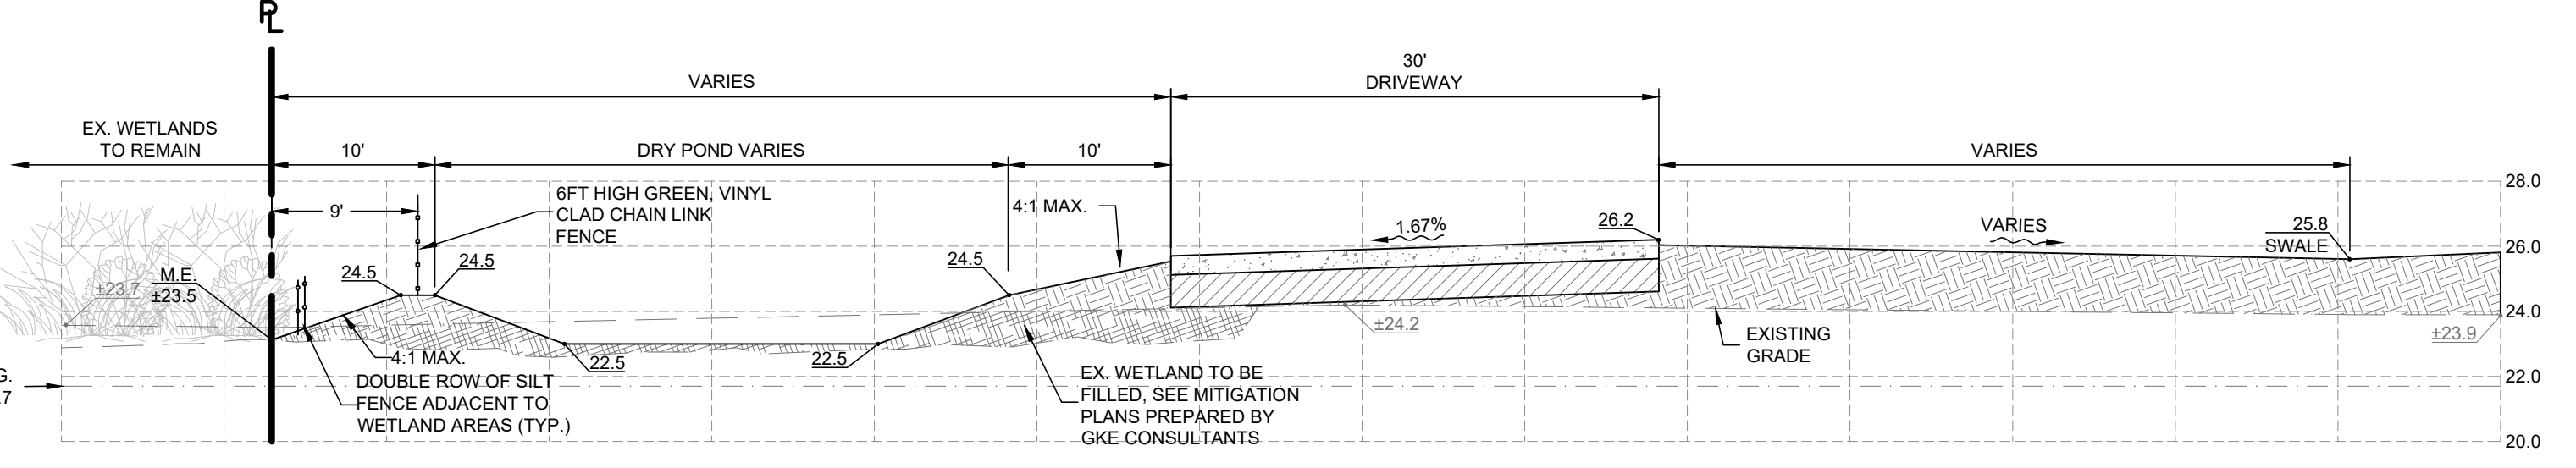 PL
30'
VARIES
DRIVEWAY
EX. WETLANDS
TO REMAIN
10'
DRY POND VARIES
10'
VARIES
28.0
6FT HIGH GREEN, VINYL
CLAD CHAIN LINK
FENCE
9'
4:1 MAX.
1.67%
26.2
VARIES
25.8
SWALE
26.0
M.E.
±23.5
±23.7
24.5
24.5
24.5
24.0
±24.2
EXISTING
GRADE
±23.9
4:1 MAX.
22.5
22.5
DOUBLE ROW OF SILT
FENCE ADJACENT TO
WETLAND AREAS (TYP.)
EX. WETLAND TO BE
FILLED, SEE MITIGATION
PLANS PREPARED BY
GKE CONSULTANTS
22.0
G.
.7
20.0